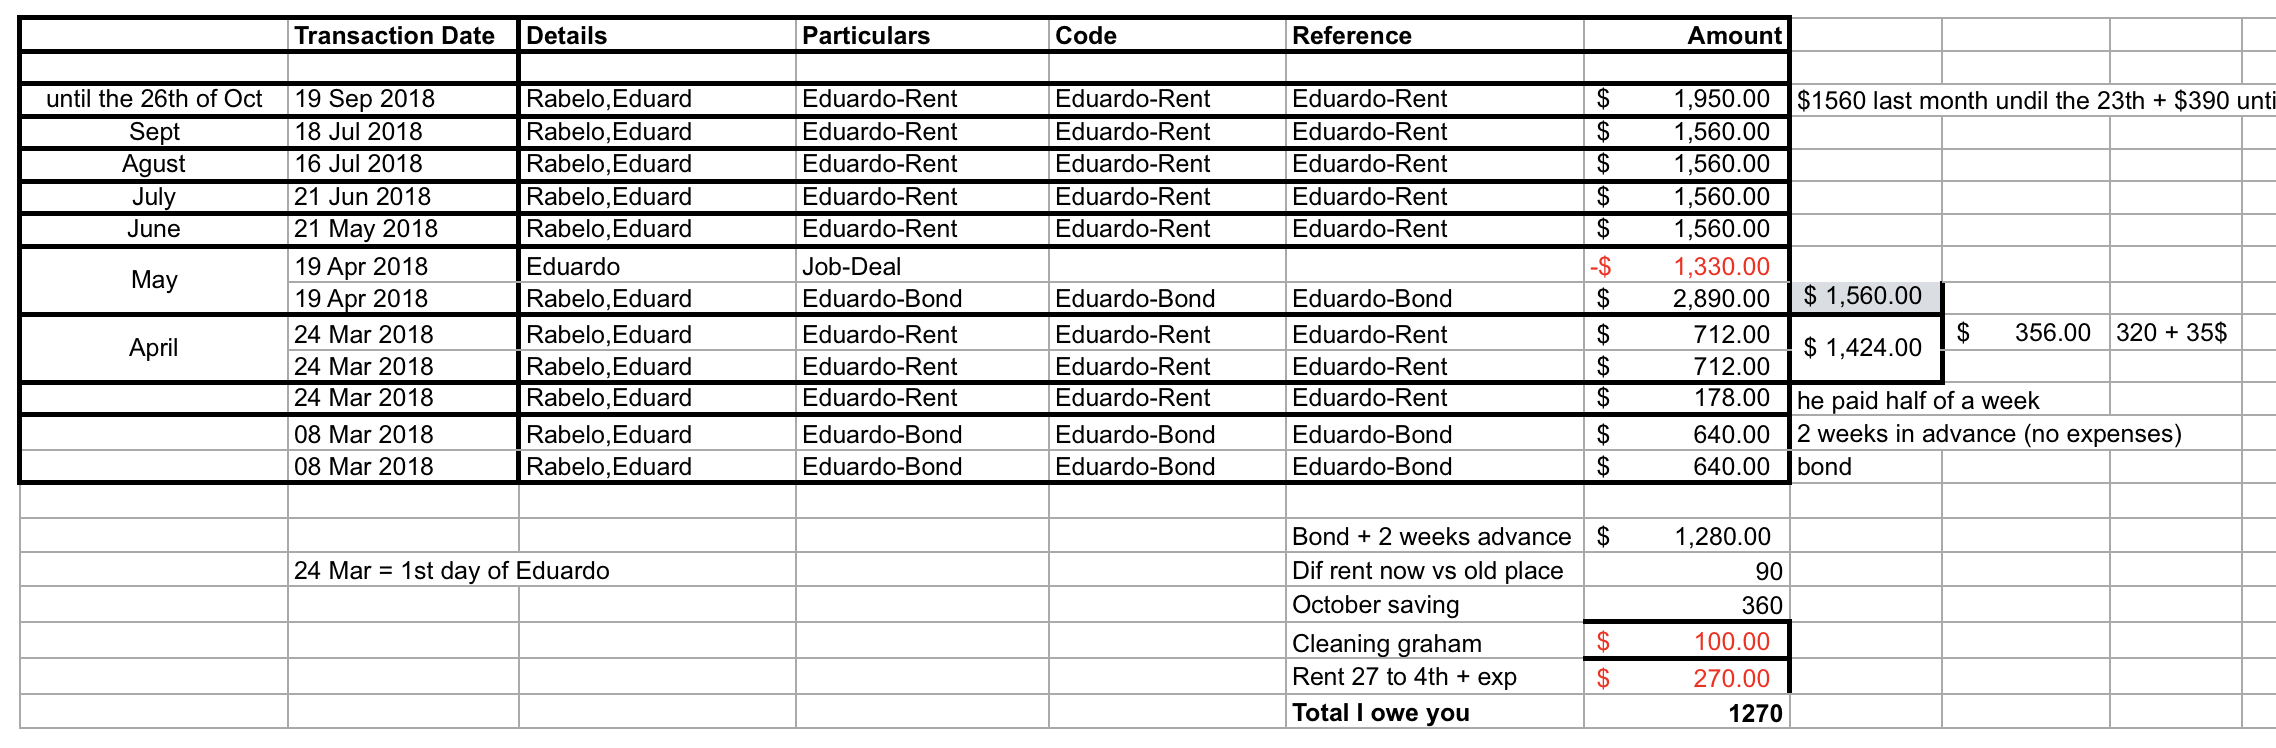 Transaction Date Details Particulars Code Reference Amount
until the 26th of Oct 19 Sep 2018 Rabelo,Eduard Eduardo-Rent Eduardo-Rent Eduardo-Rent $ 1,950.00 $1560 last month undil the 23th + $390 unti
Sept 18 Jul 2018 Rabelo,Eduard Eduardo-Rent Eduardo-Rent Eduardo-Rent $ 1,560.00
Agust 16 Jul 2018 Rabelo,Eduard Eduardo-Rent Eduardo-Rent Eduardo-Rent $ 1,560.00
July 21 Jun 2018 Rabelo,Eduard Eduardo-Rent Eduardo-Rent Eduardo-Rent $ 1,560.00
June 21 May 2018 Rabelo,Eduard Eduardo-Rent Eduardo-Rent Eduardo-Rent $ 1,560.00
May
19 Apr 2018 Eduardo Job-Deal -$ 1,330.00
19 Apr 2018 Rabelo,Eduard Eduardo-Bond Eduardo-Bond Eduardo-Bond $ 2,890.00 $ 1,560.00
April
24 Mar 2018 Rabelo,Eduard Eduardo-Rent Eduardo-Rent Eduardo-Rent $ 712.00 $ 1,424.00 $ 356.00 320 + 35$
24 Mar 2018 Rabelo,Eduard Eduardo-Rent Eduardo-Rent Eduardo-Rent $ 712.00
24 Mar 2018 Rabelo,Eduard Eduardo-Rent Eduardo-Rent Eduardo-Rent $ 178.00 he paid half of a week
08 Mar 2018 Rabelo,Eduard Eduardo-Bond Eduardo-Bond Eduardo-Bond $ 640.00 2 weeks in advance (no expenses)
08 Mar 2018 Rabelo,Eduard Eduardo-Bond Eduardo-Bond Eduardo-Bond $ 640.00 bond
Bond + 2 weeks advance $ 1,280.00
24 Mar = 1st day of Eduardo Dif rent now vs old place 90
October saving 360
Cleaning graham $ 100.00
Rent 27 to 4th + exp $ 270.00
Total I owe you 1270